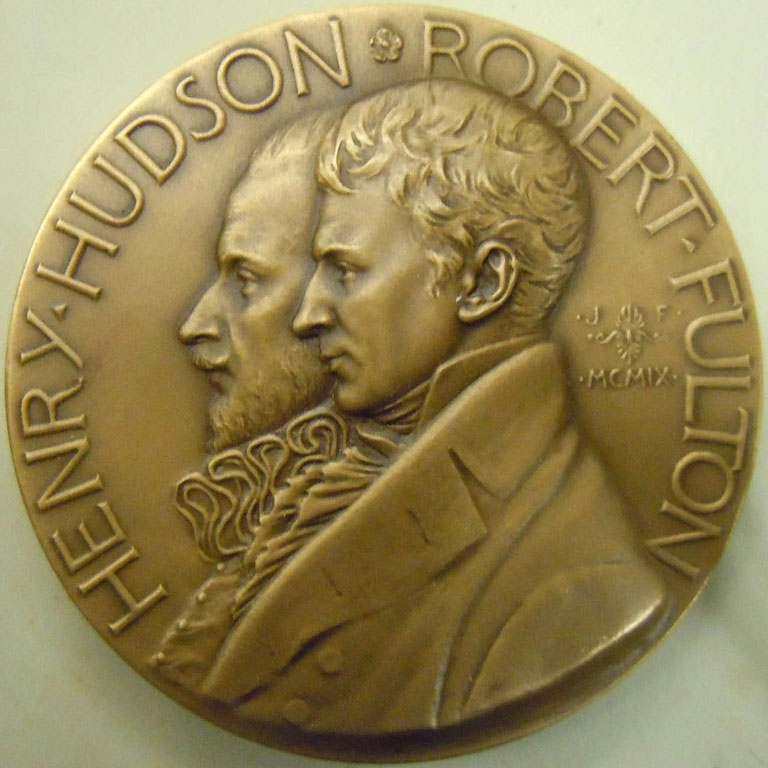 HENRY · HUDSON
ROBERT · FULTON
· J F ·
· MCMIX ·